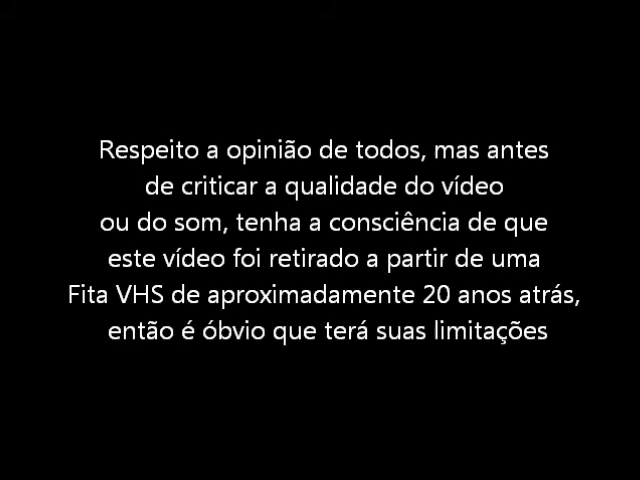 Respeito a opinião de todos, mas antes
de criticar a qualidade do vídeo
ou do som, tenha a consciência de que
este vídeo foi retirado a partir de uma
Fita VHS de aproximadamente 20 anos atrás,
então é óbvio que terá suas limitações